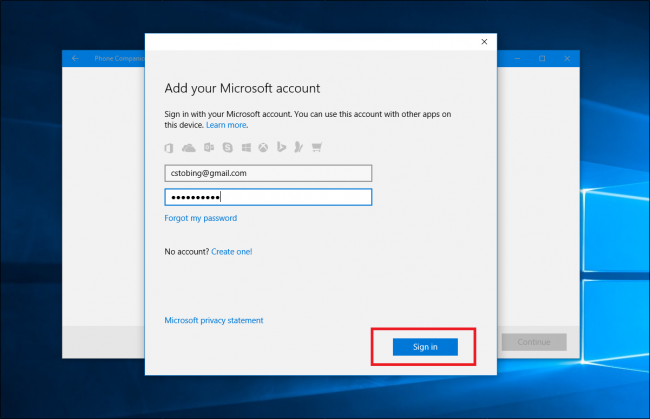 Phone Companion
Add your Microsoft account
Sign in with your Microsoft account. You can use this account with other apps on
this device. Learn more.
cstobing@gmail.com
●●●●●●●●●●
Forgot my password
No account? Create one!
Microsoft privacy statement
Sign in
Continue